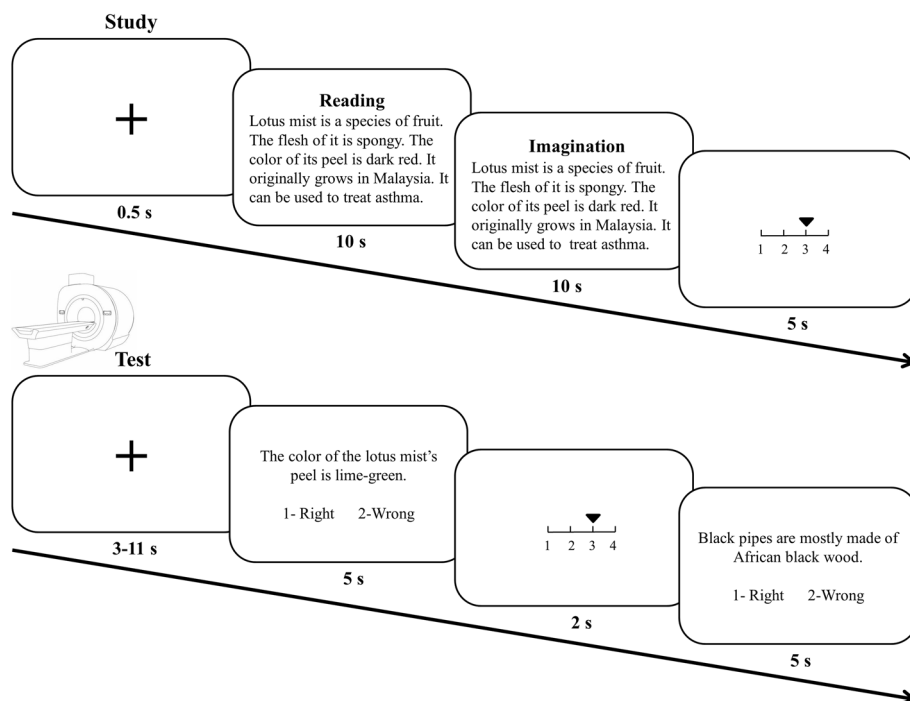 Study
Reading
Lotus mist is a species of fruit.
The flesh of it is spongy. The
color of its peel is dark red. It
originally grows in Malaysia. It
can be used to treat asthma.
Imagination
Lotus mist is a species of fruit.
The flesh of it is spongy. The
color of its peel is dark red. It
originally grows in Malaysia. It
can be used to treat asthma.
1 2 3 4
0.5 s
10 s
10 s
5 s
Test
The color of the lotus mist's
peel is lime-green.
1- Right 2-Wrong
1 2 3 4
Black pipes are mostly made of
African black wood.
1- Right 2-Wrong
3-11 s
5 s
2 s
5 s